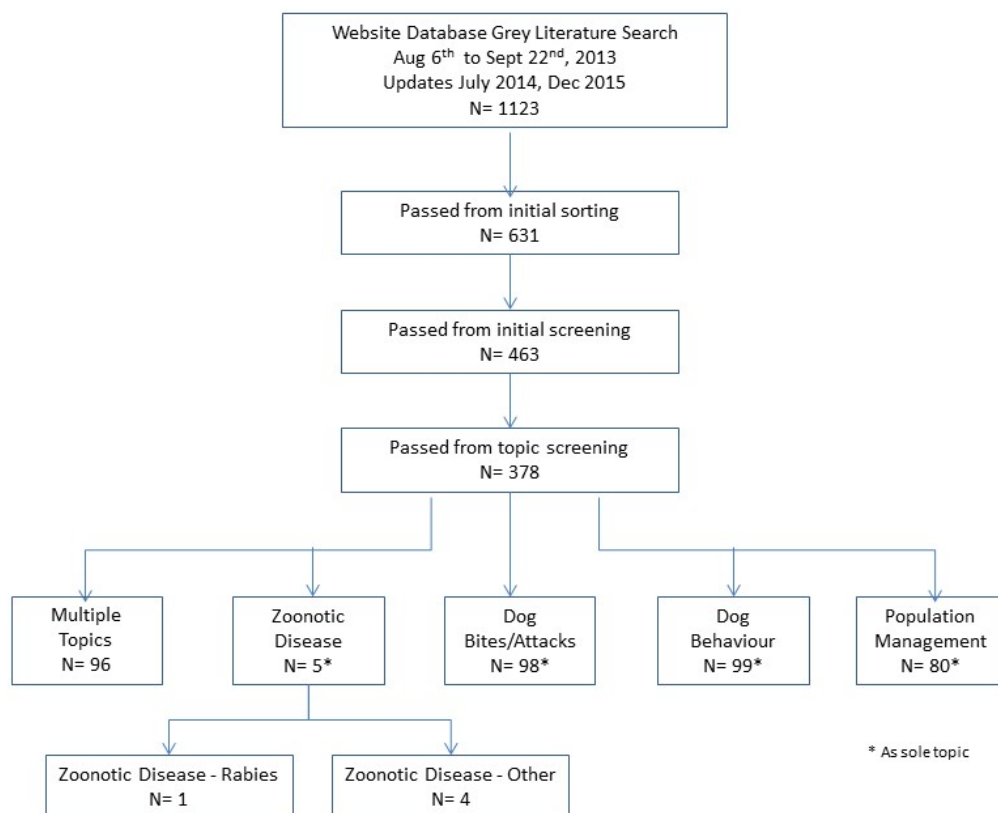 Website Database Grey Literature Search
Aug 6th to Sept 22nd, 2013
Updates July 2014, Dec 2015
N= 1123
Passed from initial sorting
N= 631
Passed from initial screening
N= 463
Passed from topic screening
N= 378
Multiple
Topics
N= 96
Zoonotic
Disease
N= 5*
Dog
Bites/Attacks
N= 98*
Dog
Behaviour
N= 99*
Population
Management
N= 80*
* As sole topic
Zoonotic Disease - Rabies
N= 1
Zoonotic Disease - Other
N= 4